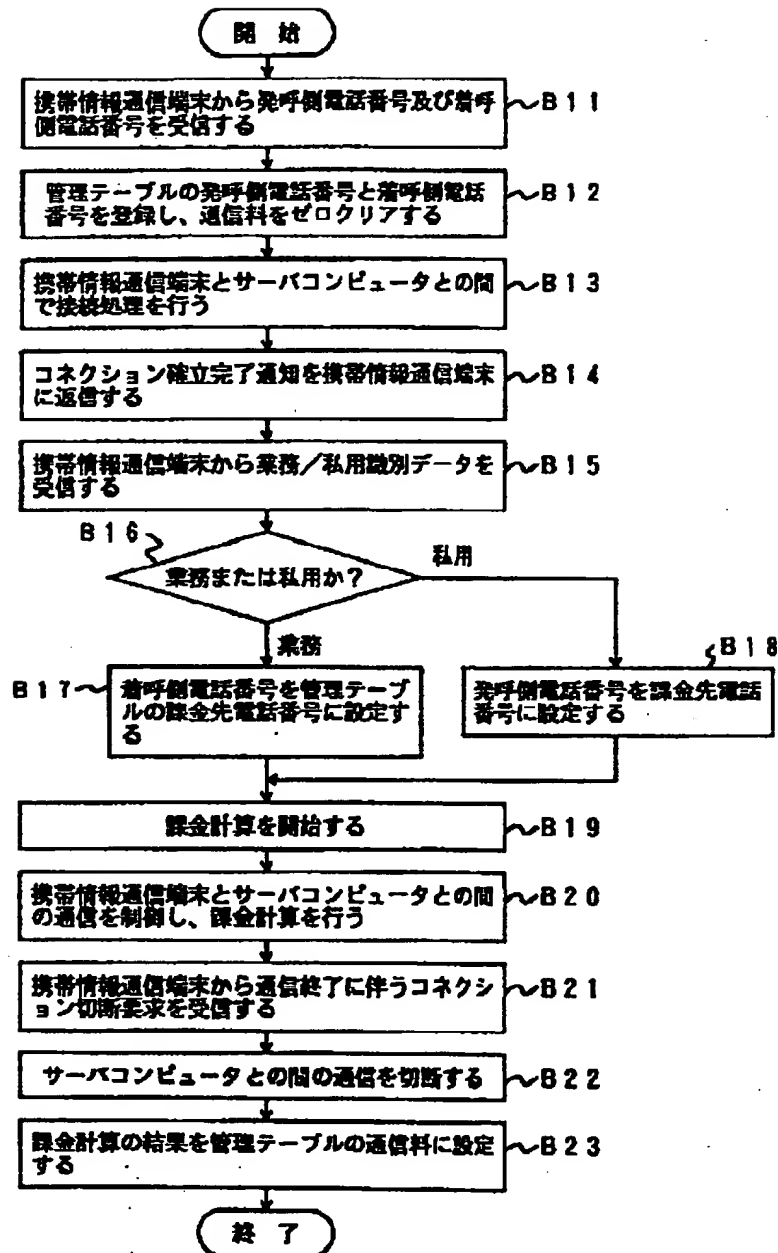 開 始
携帯情報通信端末から発呼側電話番号及び着呼
側電話番号を受信する
B11
管理テーブルの発呼側電話番号と着呼側電話
番号を登録し、通信料をゼロクリアする
B12
携帯情報通信端末とサーバコンピュータとの間
で接続処理を行う
B13
コネクション確立完了通知を携帯情報通信端末
に返信する
B14
携帯情報通信端末から業務/私用識別データを
受信する
B15
B16
業務または私用か?
私用
業務
B17
着呼側電話番号を管理テーブ
ルの課金先電話番号に設定す
る
B18
発呼側電話番号を課金先電話
番号に設定する
課金計算を開始する
B19
携帯情報通信端末とサーバコンピュータとの間
の通信を制御し、課金計算を行う
B20
携帯情報通信端末から通信終了に伴うコネクシ
ョン切断要求を受信する
B21
サーバコンピュータとの間の通信を切断する
B22
課金計算の結果を管理テーブルの通信料に設定
する
B23
終 了